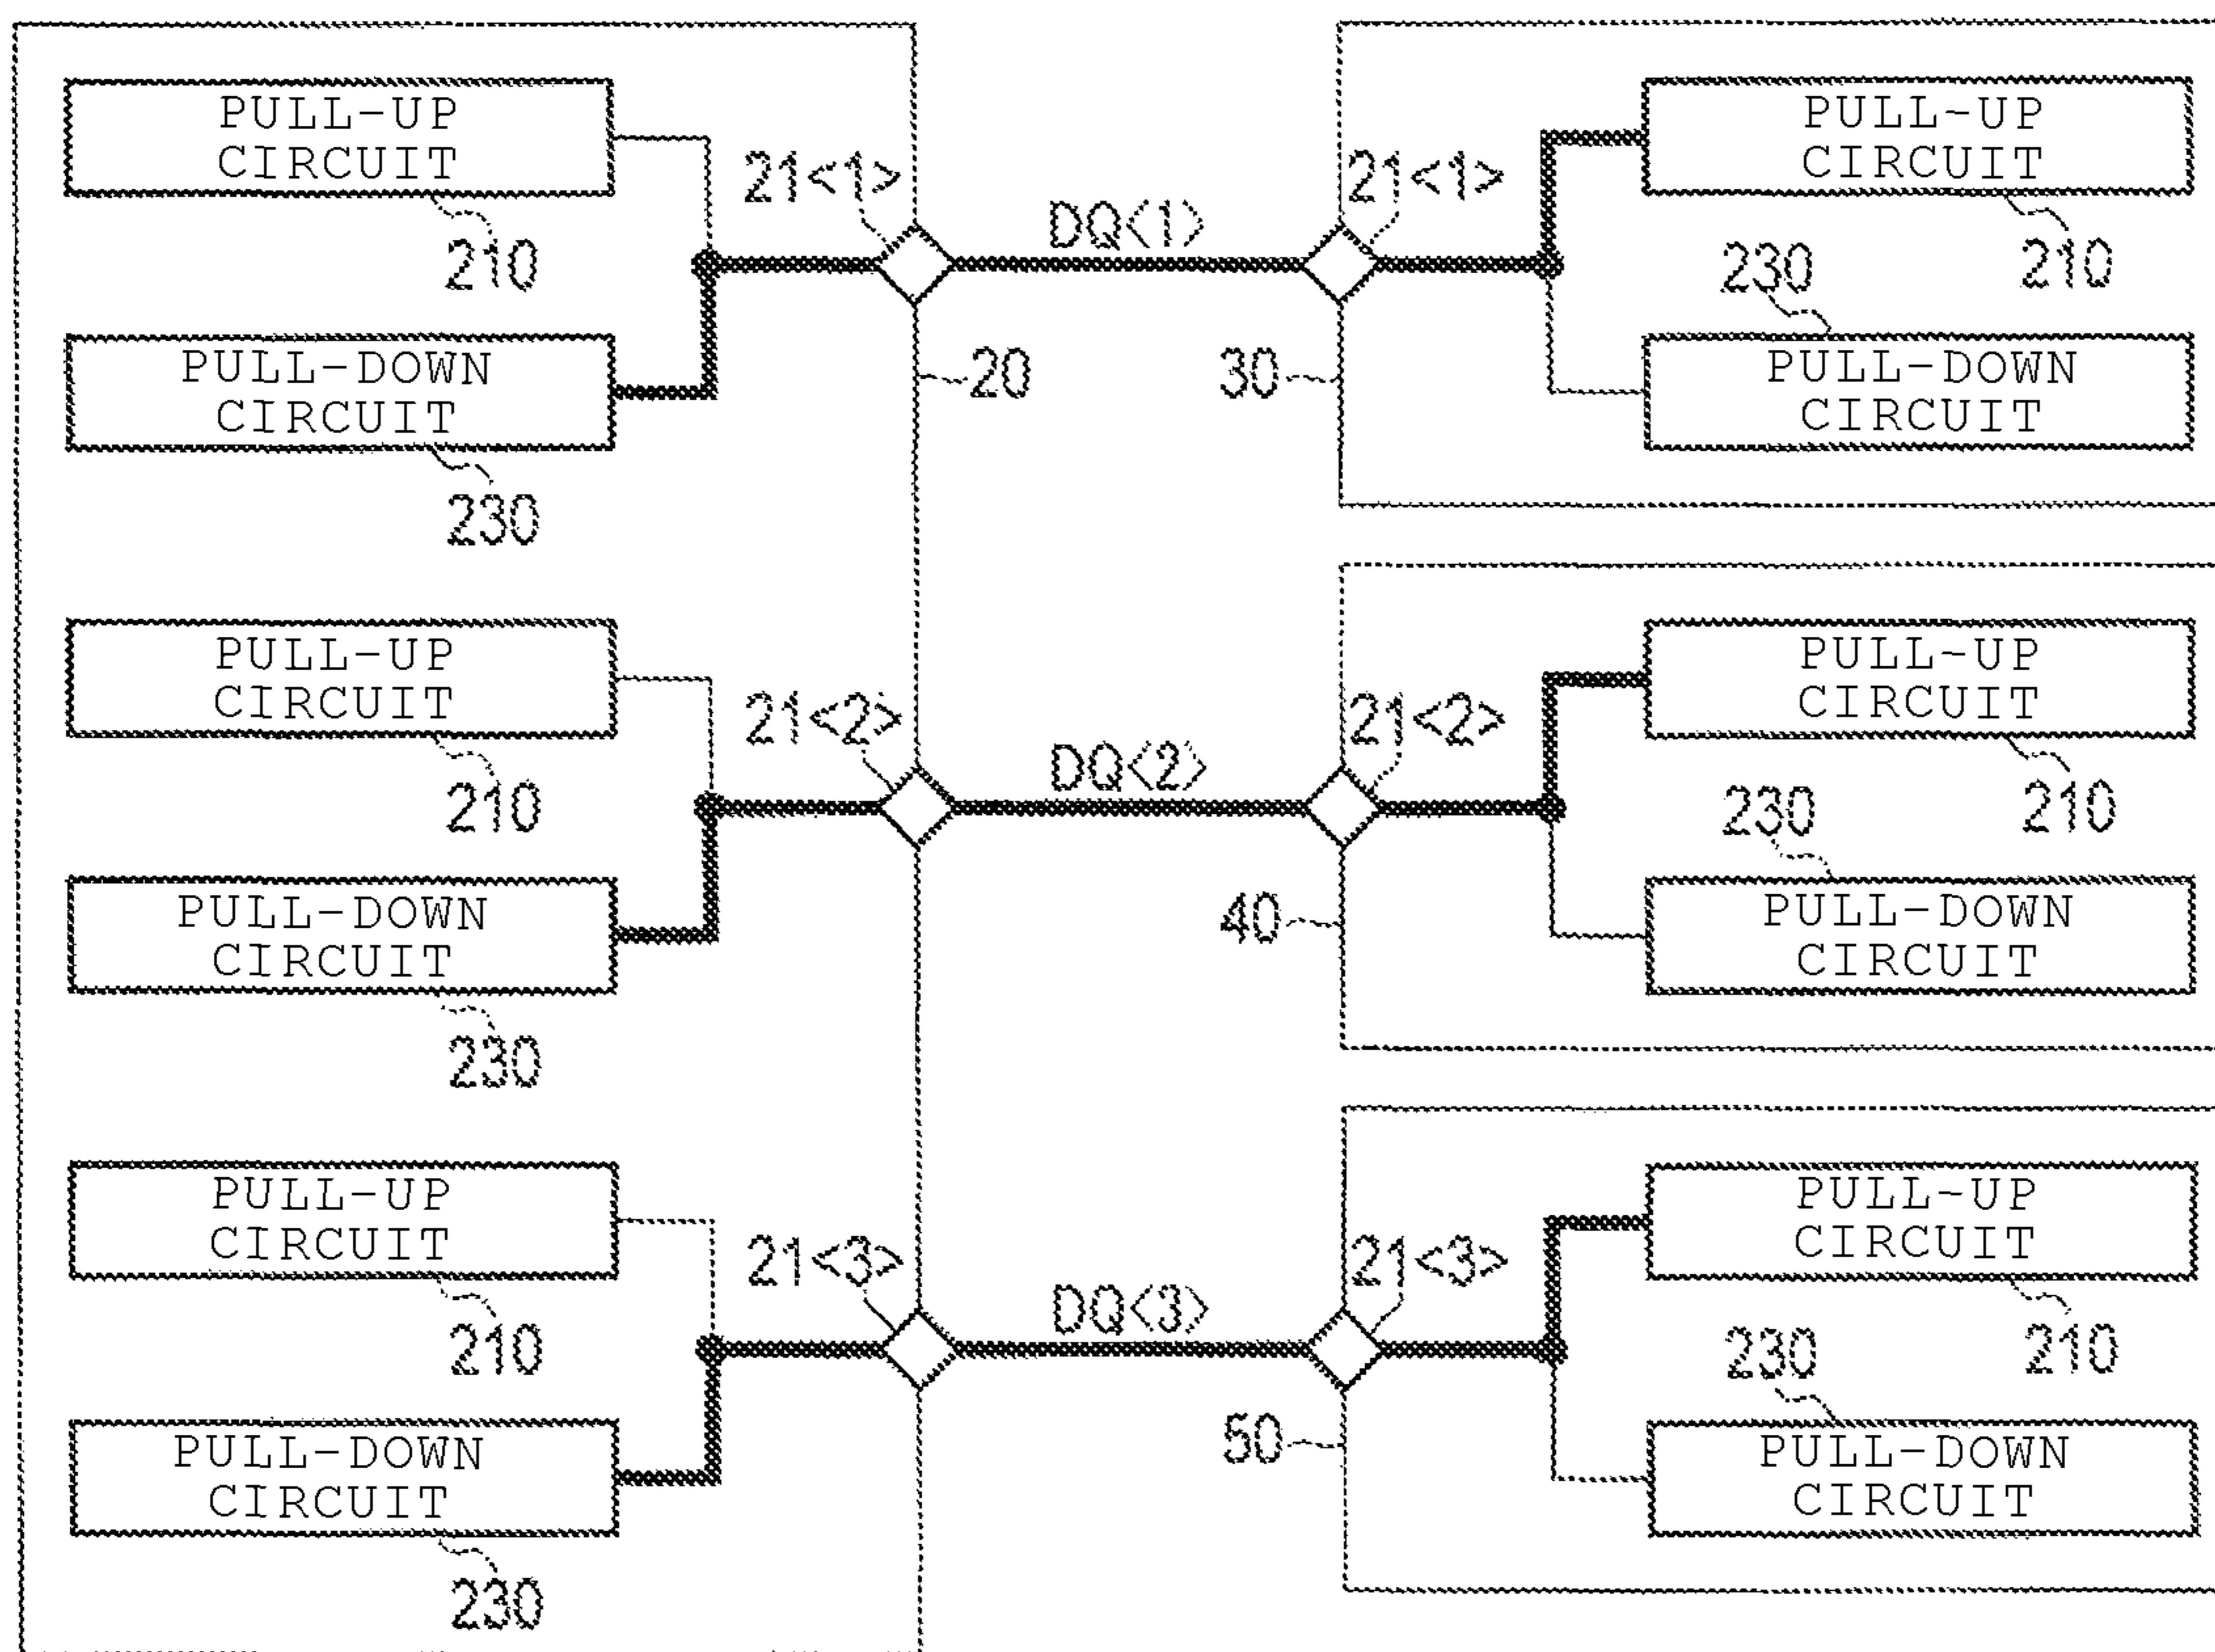 PULL-UP
CIRCUIT
210
PULL-DOWN
CIRCUIT
230
21<1>
DQ<1>
21<1>
20
30
PULL-UP
CIRCUIT
210
230
PULL-DOWN
CIRCUIT
PULL-UP
CIRCUIT
210
PULL-DOWN
CIRCUIT
230
21<2>
DQ<2>
21<2>
40
PULL-UP
CIRCUIT
210
230
PULL-DOWN
CIRCUIT
PULL-UP
CIRCUIT
210
PULL-DOWN
CIRCUIT
230
21<3>
DQ<3>
21<3>
50
PULL-UP
CIRCUIT
210
230
PULL-DOWN
CIRCUIT